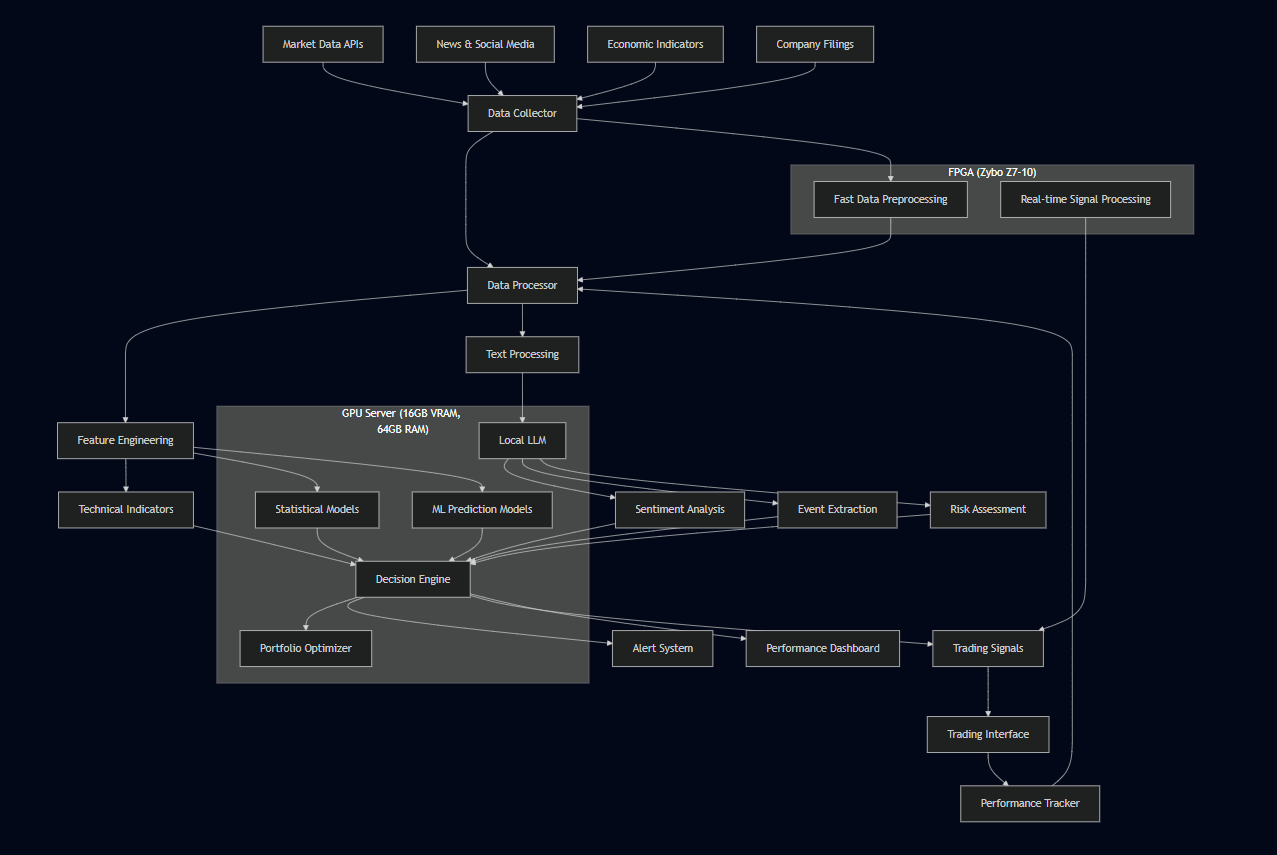 Market Data APIs
News & Social Media
Economic Indicators
Company Filings
Data Collector
FPGA (Zybo Z7-10)
Fast Data Preprocessing
Real-time Signal Processing
Data Processor
Text Processing
GPU Server (16GB VRAM,
64GB RAM)
Feature Engineering
Local LLM
Technical Indicators
Statistical Models
ML Prediction Models
Sentiment Analysis
Event Extraction
Risk Assessment
Decision Engine
Portfolio Optimizer
Alert System
Performance Dashboard
Trading Signals
Trading Interface
Performance Tracker